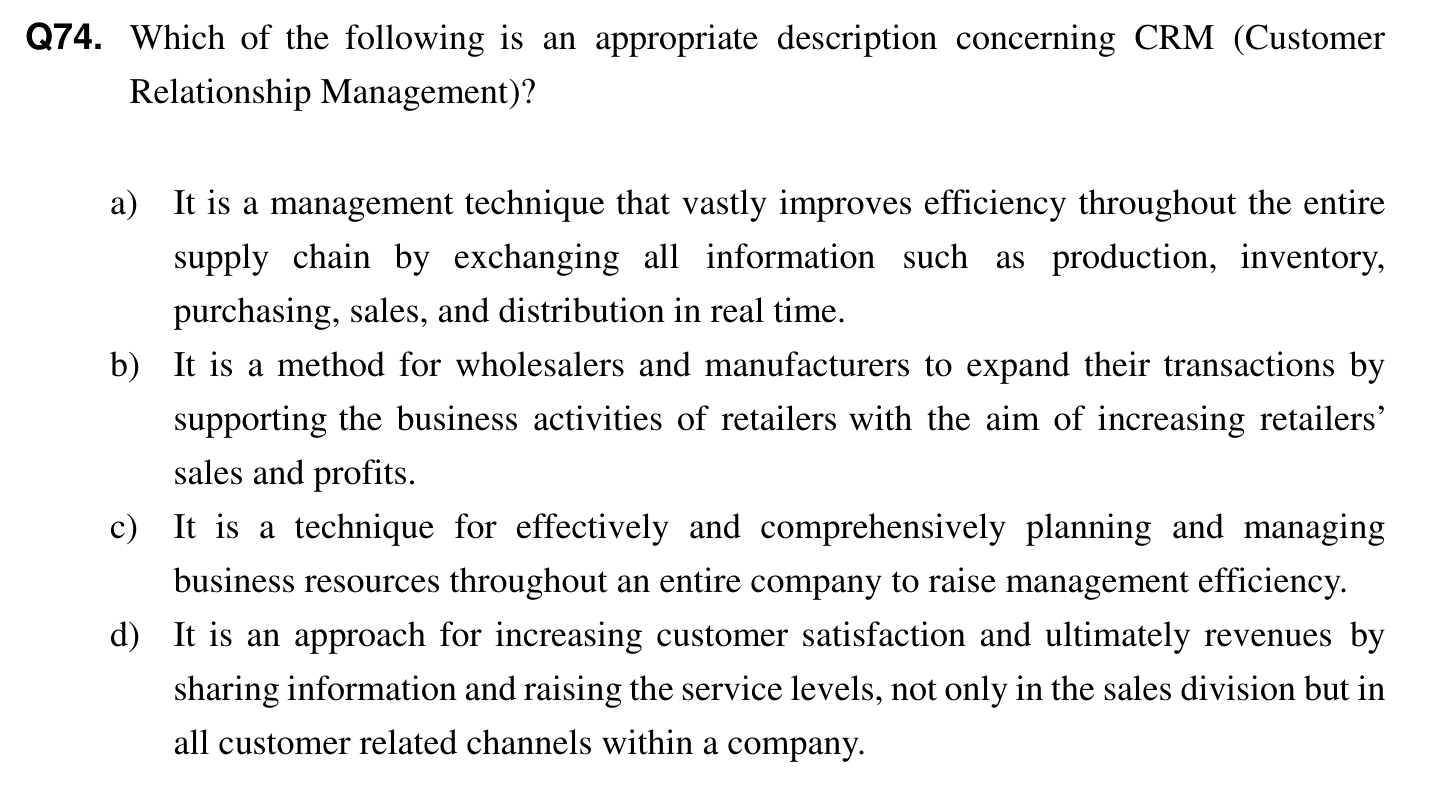 Q74. Which of the following is an appropriate description concerning CRM (Customer
Relationship Management)?
a) It is a management technique that vastly improves efficiency throughout the entire
supply chain by exchanging all information such as production, inventory,
purchasing, sales, and distribution in real time.
b) It is a method for wholesalers and manufacturers to expand their transactions by
supporting the business activities of retailers with the aim of increasing retailers’
sales and profits.
c) It is a technique for effectively and comprehensively planning and managing
business resources throughout an entire company to raise management efficiency.
d) It is an approach for increasing customer satisfaction and ultimately revenues by
sharing information and raising the service levels, not only in the sales division but in
all customer related channels within a company.